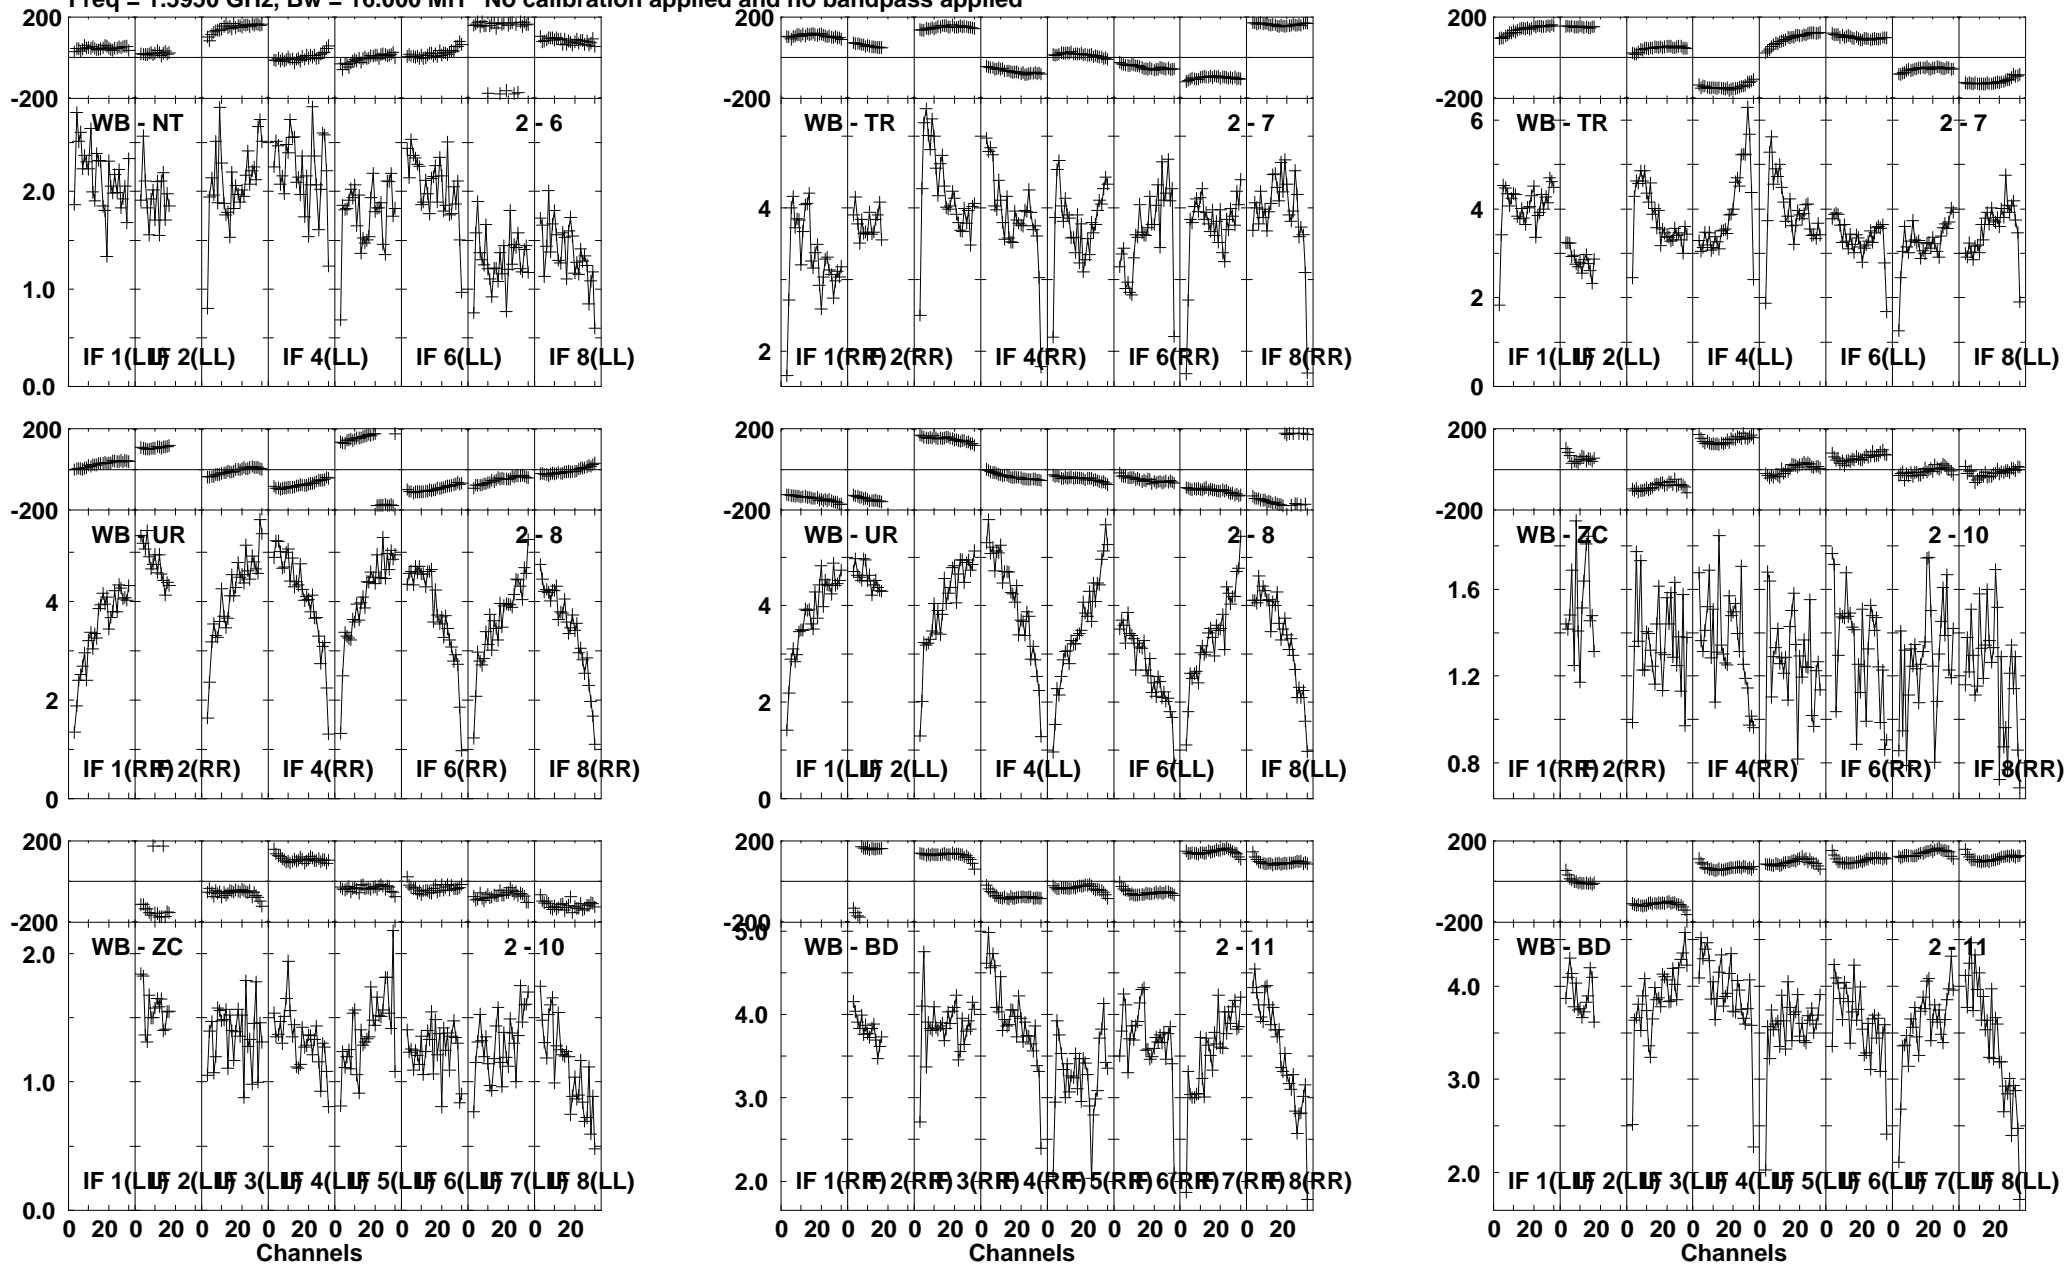 Freq = 1.5950 GHz, Bw = 16.000 MH No calibration applied and no bandpass applied
200 200 200
-200 -200 -200
WB - NT 2 - 6 WB - TR 2 - 7 WB - TR 2 - 7
6
2.0 4 4
1.0 2 2
IF 1(LL) IF 2(LL) IF 4(LL) IF 6(LL) IF 8(LL) IF 1(RR) IF 2(RR) IF 4(RR) IF 6(RR) IF 8(RR) IF 1(LL) IF 2(LL) IF 4(LL) IF 6(LL) IF 8(LL)
0.0 0
200 200 200
-200 -200 -200
WB - UR 2 - 8 WB - UR 2 - 8 WB - ZC 2 - 10
4 4 1.6
2 2 1.2
0.8
IF 1(RR) IF 2(RR) IF 4(RR) IF 6(RR) IF 8(RR) IF 1(LL) IF 2(LL) IF 4(LL) IF 6(LL) IF 8(LL) IF 1(RR) IF 2(RR) IF 4(RR) IF 6(RR) IF 8(RR)
0 0
200 200 200
-200 -200 -200
5.0
WB - ZC 2 - 10 WB - BD 2 - 11 WB - BD 2 - 11
2.0 4.0 4.0
1.0 3.0 3.0
2.0 2.0
IF 1(LL) IF 2(LL) IF 3(LL) IF 4(LL) IF 5(LL) IF 6(LL) IF 7(LL) IF 8(LL) IF 1(RR) IF 2(RR) IF 3(RR) IF 4(RR) IF 5(RR) IF 6(RR) IF 7(RR) IF 8(RR) IF 1(LL) IF 2(LL) IF 3(LL) IF 4(LL) IF 5(LL) IF 6(LL) IF 7(LL) IF 8(LL)
0.0
0 20 0 20 0 20 0 20 0 20 0 20 0 20 0 20 0 20 0 20 0 20 0 20 0 20 0 20 0 20 0 20 0 20 0 20 0 20 0 20 0 20 0 20 0 20 0 20
Channels Channels Channels